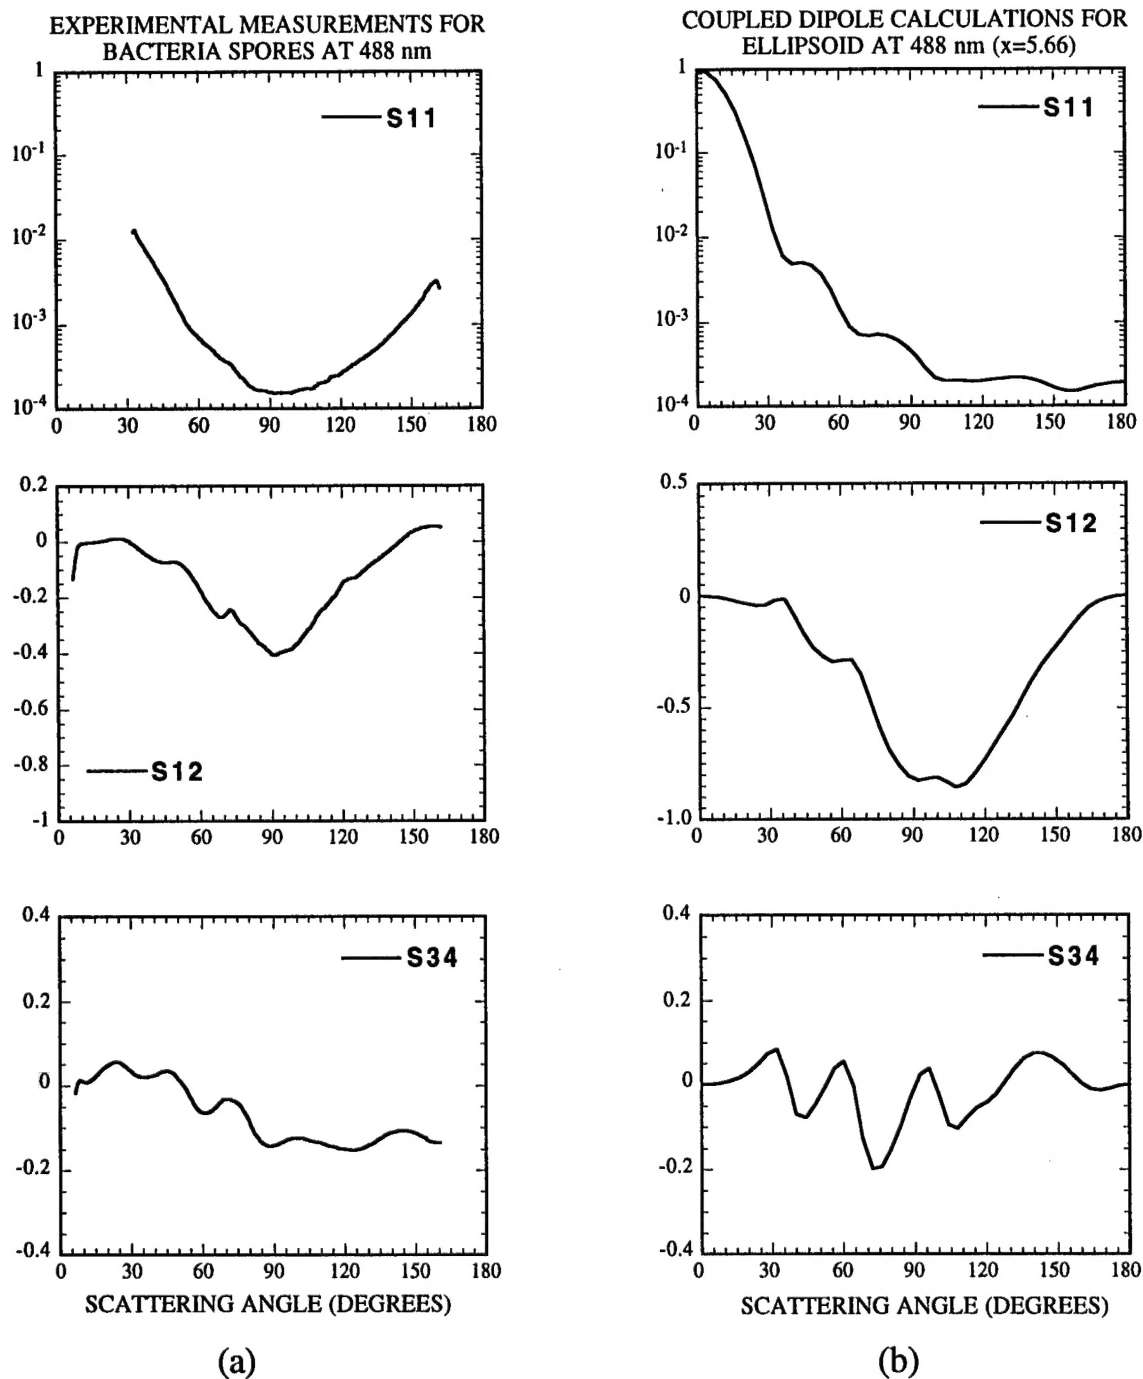 EXPERIMENTAL MEASUREMENTS FOR
BACTERIA SPORES AT 488 nm
1
10-1
10-2
10-3
10-4
S11
0 30 60 90 120 150 180
0.2
0
-0.2
-0.4
-0.6
-0.8
-1
S12
0 30 60 90 120 150 180
0.4
0.2
0
-0.2
-0.4
S34
0 30 60 90 120 150 180
SCATTERING ANGLE (DEGREES)
(a)
COUPLED DIPOLE CALCULATIONS FOR
ELLIPSOID AT 488 nm (x=5.66)
1
10-1
10-2
10-3
10-4
S11
0 30 60 90 120 150 180
0.5
0
-0.5
-1.0
S12
0 30 60 90 120 150 180
0.4
0.2
0
-0.2
-0.4
S34
0 30 60 90 120 150 180
SCATTERING ANGLE (DEGREES)
(b)